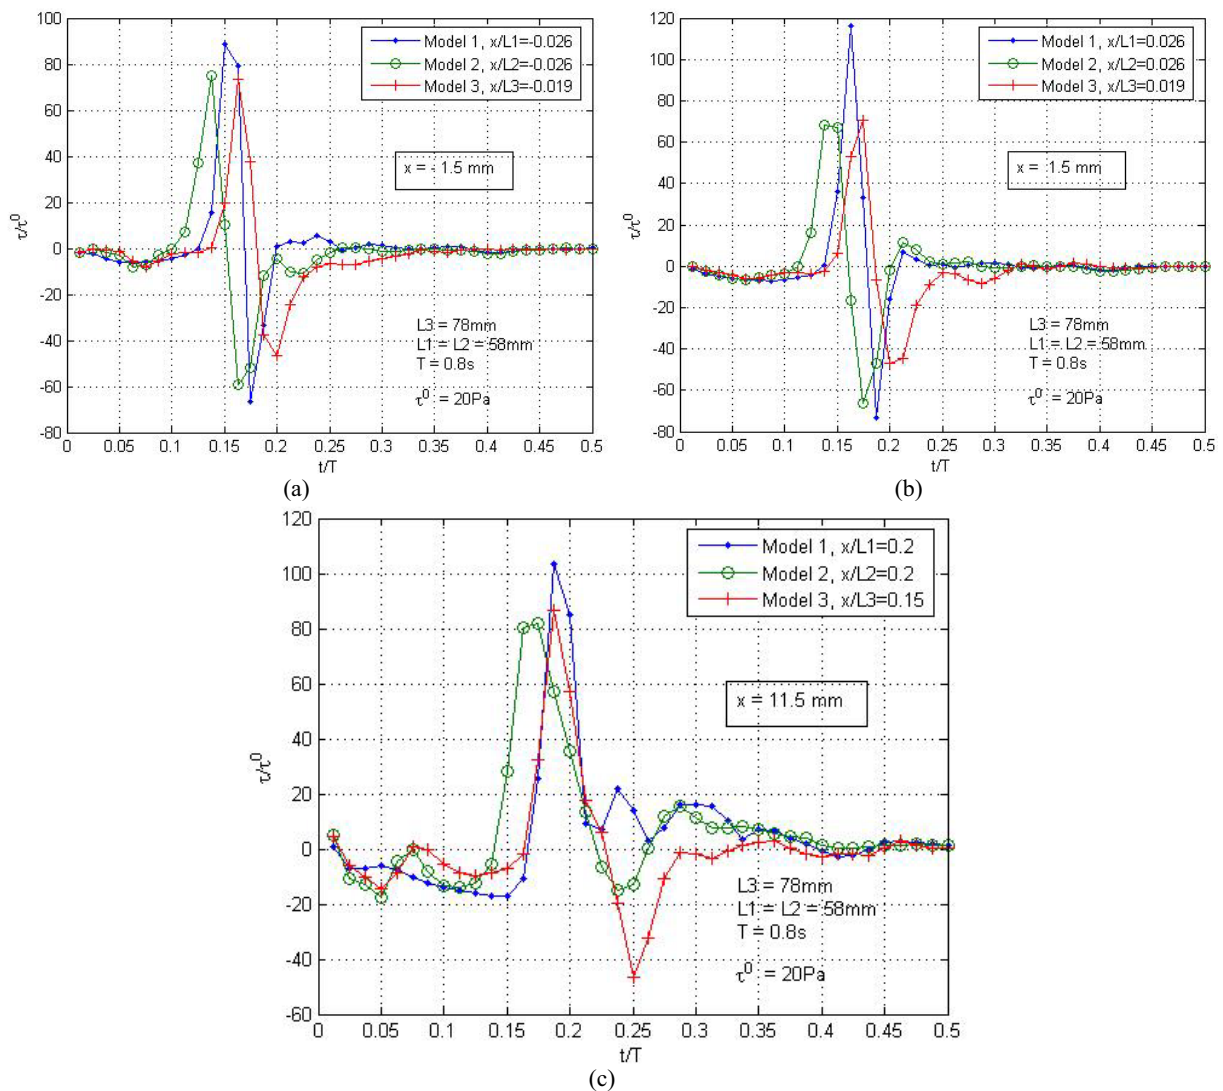 100
80
60
40
20
0
-20
-40
-60
-80
τ/τ⁰
Model 1, x/L1=-0.026
Model 2, x/L2=-0.026
Model 3, x/L3=-0.019
x = - 1.5 mm
L3 = 78mm
L1 = L2 = 58mm
T = 0.8s
τ⁰ = 20Pa
0 0.05 0.1 0.15 0.2 0.25 0.3 0.35 0.4 0.45 0.5
t/T
(a)
120
100
80
60
40
20
0
-20
-40
-60
-80
τ/τ⁰
Model 1, x/L1=0.026
Model 2, x/L2=0.026
Model 3, x/L3=0.019
x = 1.5 mm
L3 = 78mm
L1 = L2 = 58mm
T = 0.8s
τ⁰ = 20Pa
0 0.05 0.1 0.15 0.2 0.25 0.3 0.35 0.4 0.45 0.5
t/T
(b)
120
100
80
60
40
20
0
-20
-40
-60
τ/τ⁰
Model 1, x/L1=0.2
Model 2, x/L2=0.2
Model 3, x/L3=0.15
x = 11.5 mm
L3 = 78mm
L1 = L2 = 58mm
T = 0.8s
τ⁰ = 20Pa
0 0.05 0.1 0.15 0.2 0.25 0.3 0.35 0.4 0.45 0.5
t/T
(c)